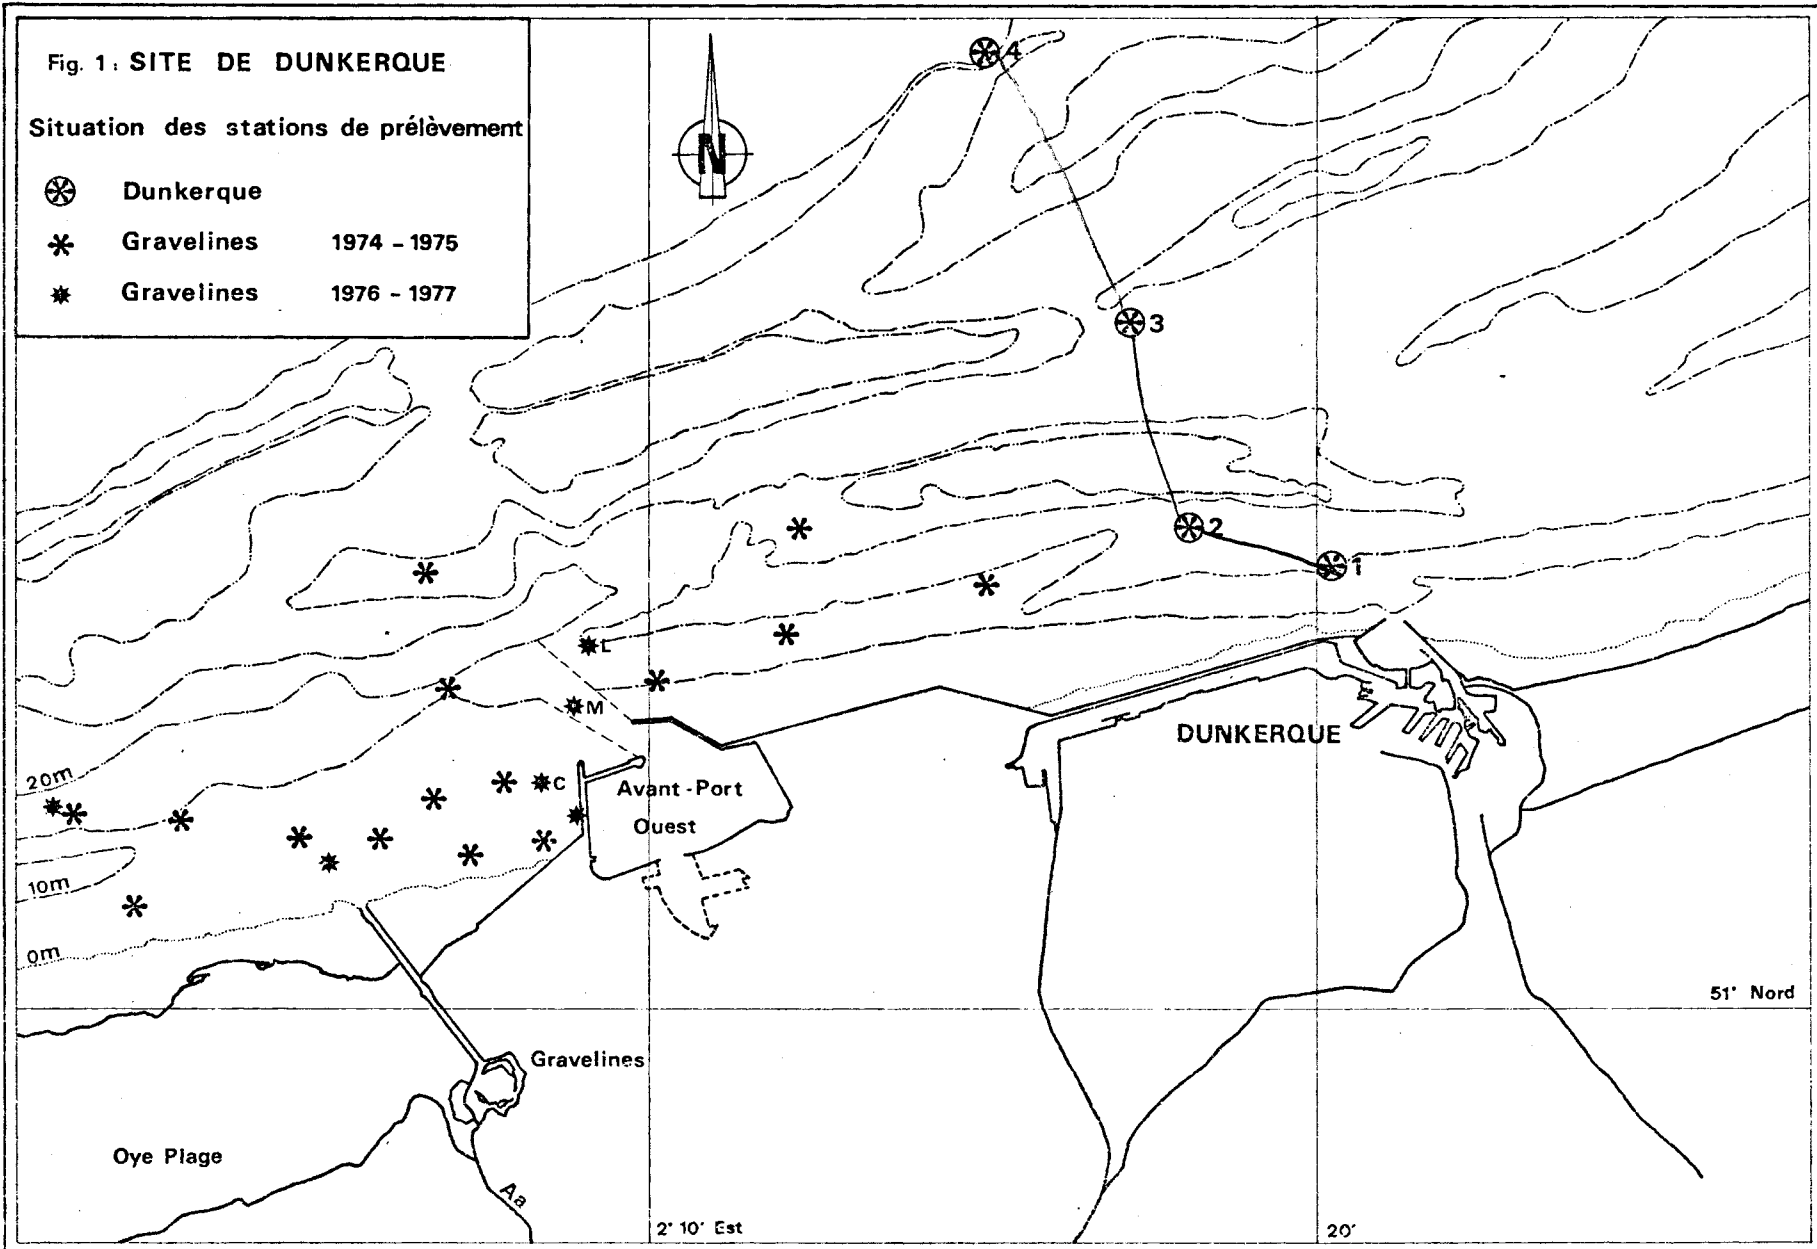 Fig. 1: SITE DE DUNKERQUE
Situation des stations de prélèvement
Dunkerque
Gravelines 1974 - 1975
Gravelines 1976 - 1977
N
4
3
2
1
L
M
C
DUNKERQUE
Avant-Port
Ouest
20m
10m
0m
51° Nord
Gravelines
Oye Plage
Aa
2° 10' Est
20'